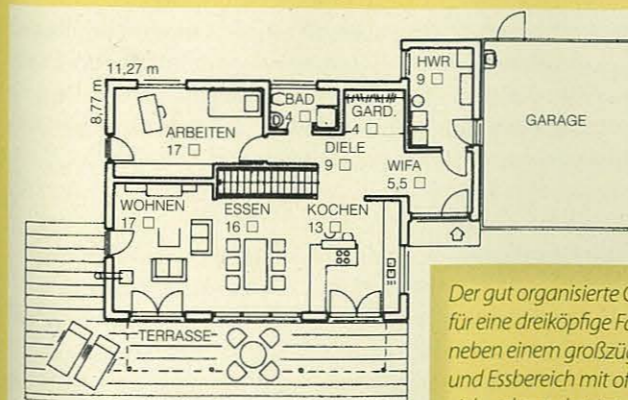 11,27 m
8,77 m
HWR
9 □
BAD
4 □
GARD.
4 □
ARBEITEN
17 □
GARAGE
DIELE
9 □
WIFA
5,5 □
WOHNEN
17 □
ESSEN
16 □
KOCHEN
13 □
TERRASSE
Der gut organisierte
für eine dreiköpfige
neben einem
und Essbereich mit